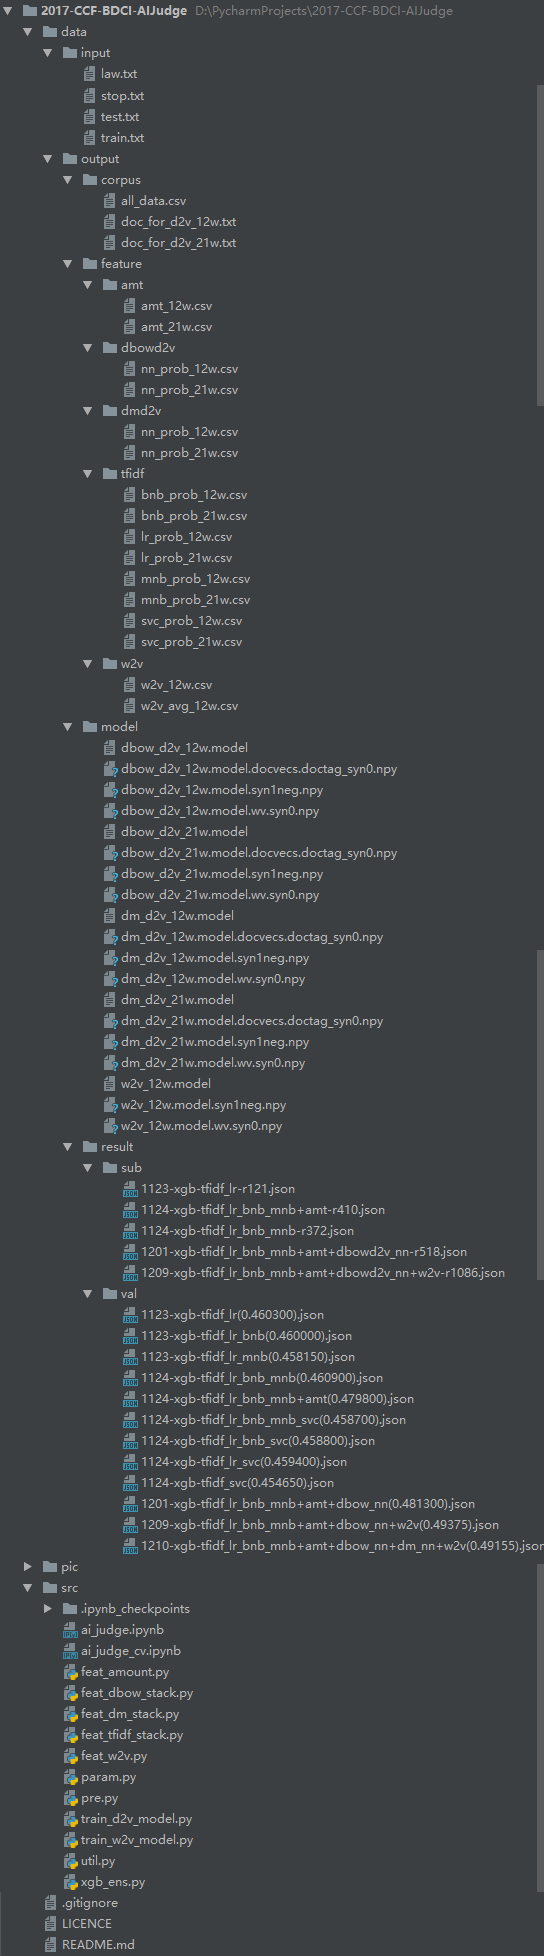 2017-CCF-BDCI-AIJudge D:\PycharmProjects\2017-CCF-BDCI-AIJudge
data
input
law.txt
stop.txt
test.txt
train.txt
output
corpus
all_data.csv
doc_for_d2v_12w.txt
doc_for_d2v_21w.txt
feature
amt
amt_12w.csv
amt_21w.csv
dbowd2v
nn_prob_12w.csv
nn_prob_21w.csv
dmd2v
nn_prob_12w.csv
nn_prob_21w.csv
tfidf
bnb_prob_12w.csv
bnb_prob_21w.csv
lr_prob_12w.csv
lr_prob_21w.csv
mnb_prob_12w.csv
mnb_prob_21w.csv
svc_prob_12w.csv
svc_prob_21w.csv
w2v
w2v_12w.csv
w2v_avg_12w.csv
model
dbow_d2v_12w.model
dbow_d2v_12w.model.docvecs.doctag_syn0.npy
dbow_d2v_12w.model.syn1neg.npy
dbow_d2v_12w.model.wv.syn0.npy
dbow_d2v_21w.model
dbow_d2v_21w.model.docvecs.doctag_syn0.npy
dbow_d2v_21w.model.syn1neg.npy
dbow_d2v_21w.model.wv.syn0.npy
dm_d2v_12w.model
dm_d2v_12w.model.docvecs.doctag_syn0.npy
dm_d2v_12w.model.syn1neg.npy
dm_d2v_12w.model.wv.syn0.npy
dm_d2v_21w.model
dm_d2v_21w.model.docvecs.doctag_syn0.npy
dm_d2v_21w.model.syn1neg.npy
dm_d2v_21w.model.wv.syn0.npy
w2v_12w.model
w2v_12w.model.syn1neg.npy
w2v_12w.model.wv.syn0.npy
result
sub
1123-xgb-tfidf_lr-r121.json
1124-xgb-tfidf_lr_bnb_mnb+amt-r410.json
1124-xgb-tfidf_lr_bnb_mnb-r372.json
1201-xgb-tfidf_lr_bnb_mnb+amt+dbowd2v_nn-r518.json
1209-xgb-tfidf_lr_bnb_mnb+amt+dbowd2v_nn+w2v-r1086.json
val
1123-xgb-tfidf_lr(0.460300).json
1123-xgb-tfidf_lr_bnb(0.460000).json
1123-xgb-tfidf_lr_mnb(0.458150).json
1124-xgb-tfidf_lr_bnb_mnb(0.460900).json
1124-xgb-tfidf_lr_bnb_mnb+amt(0.479800).json
1124-xgb-tfidf_lr_bnb_mnb_svc(0.458700).json
1124-xgb-tfidf_lr_bnb_svc(0.458800).json
1124-xgb-tfidf_lr_svc(0.459400).json
1124-xgb-tfidf_svc(0.454650).json
1201-xgb-tfidf_lr_bnb_mnb+amt+dbow_nn(0.481300).json
1209-xgb-tfidf_lr_bnb_mnb+amt+dbow_nn+w2v(0.49375).json
1210-xgb-tfidf_lr_bnb_mnb+amt+dbow_nn+dm_nn+w2v(0.49155).json
pic
src
.ipynb_checkpoints
ai_judge.ipynb
ai_judge_cv.ipynb
feat_amount.py
feat_dbow_stack.py
feat_dm_stack.py
feat_tfidf_stack.py
feat_w2v.py
param.py
pre.py
train_d2v_model.py
train_w2v_model.py
util.py
xgb_ens.py
.gitignore
LICENCE
README.md